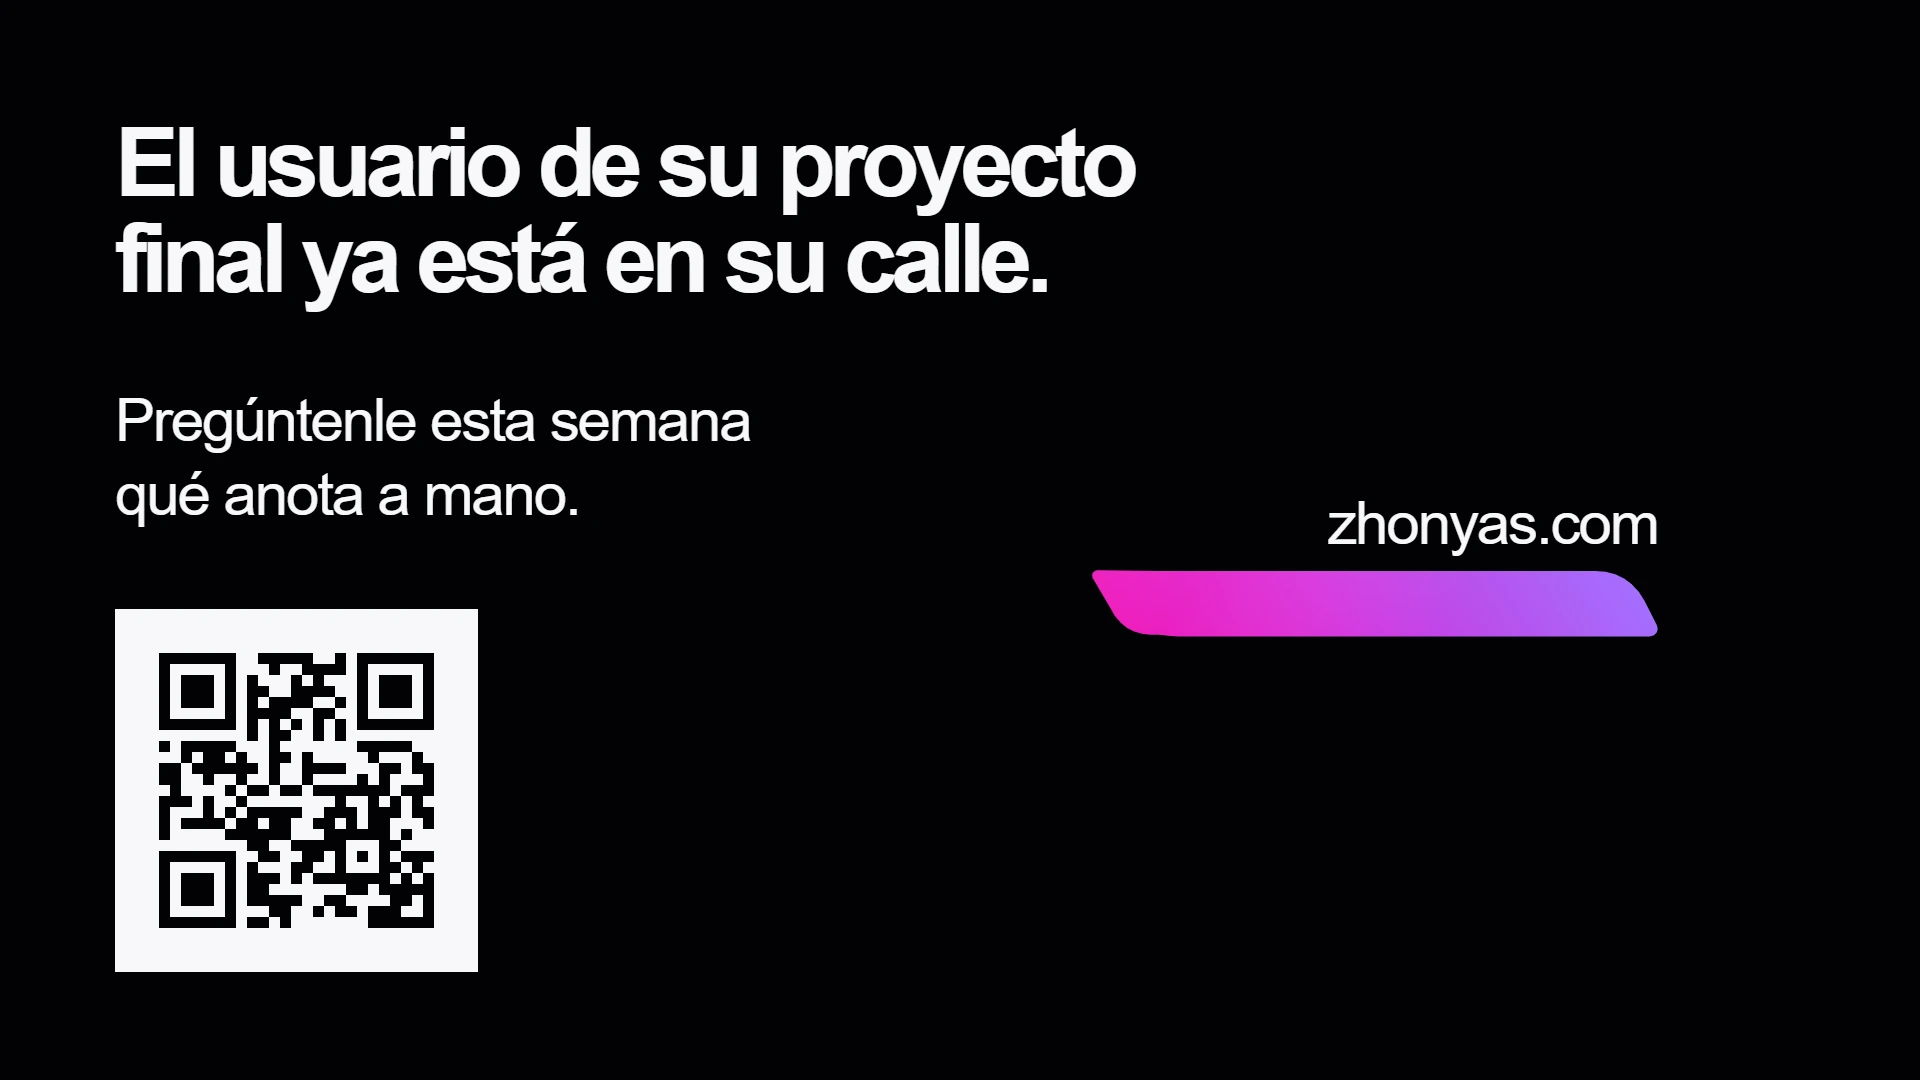 El usuario de su proyecto
final ya está en su calle.
Pregúntenle esta semana
qué anota a mano.
zhonyas.com